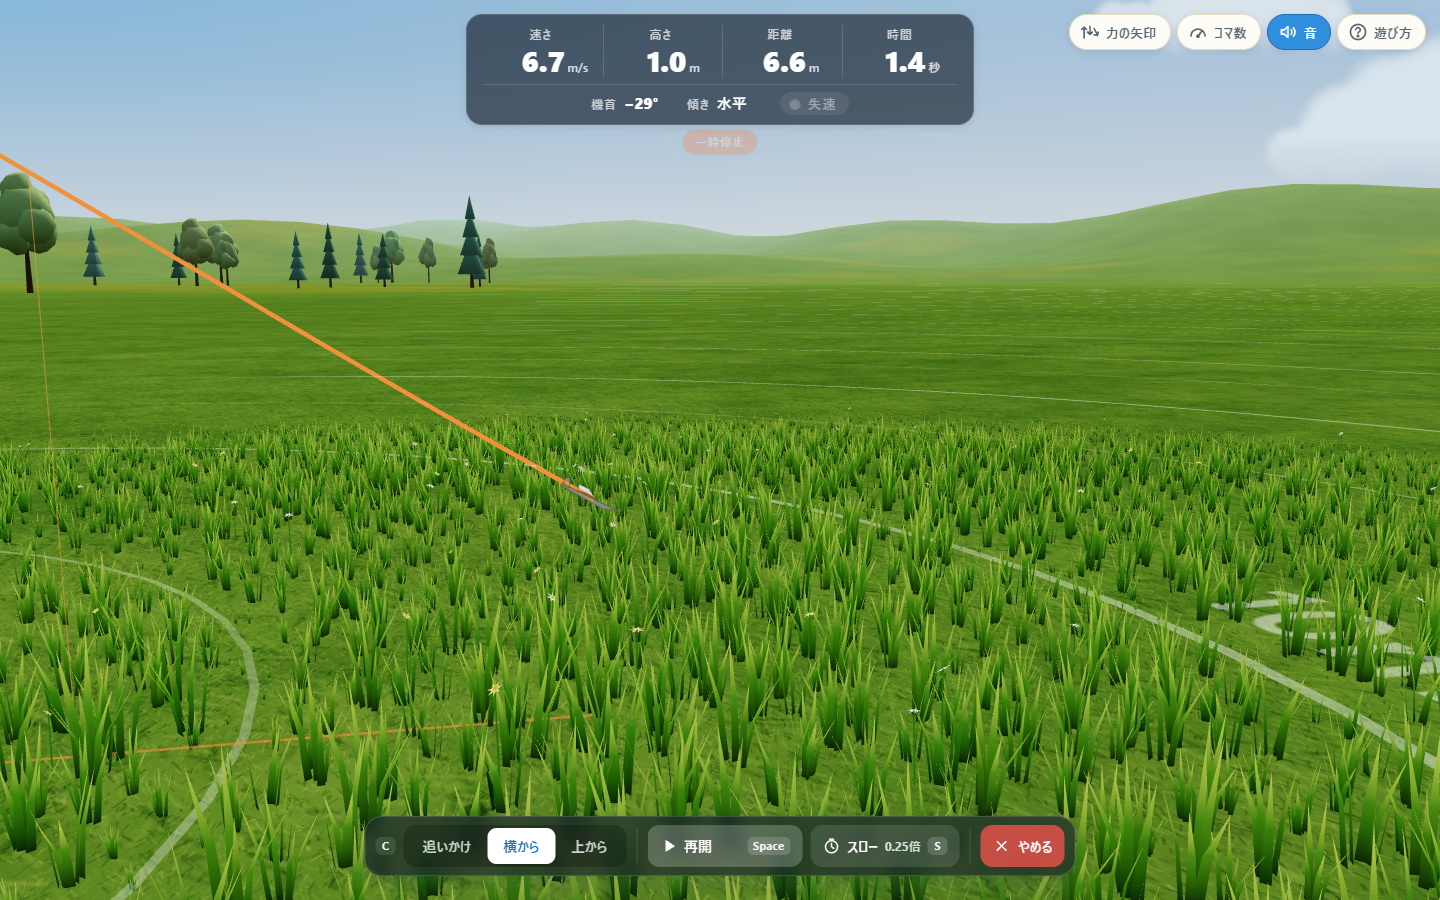 速さ 高さ 距離 時間
6.7 m/s 1.0 m 6.6 m 1.4 秒
機首 −29° 傾き 水平 失速
一時停止
力の矢印 コマ数 音 遊び方
C 追いかけ 横から 上から 再開 Space スロー 0.25倍 S やめる